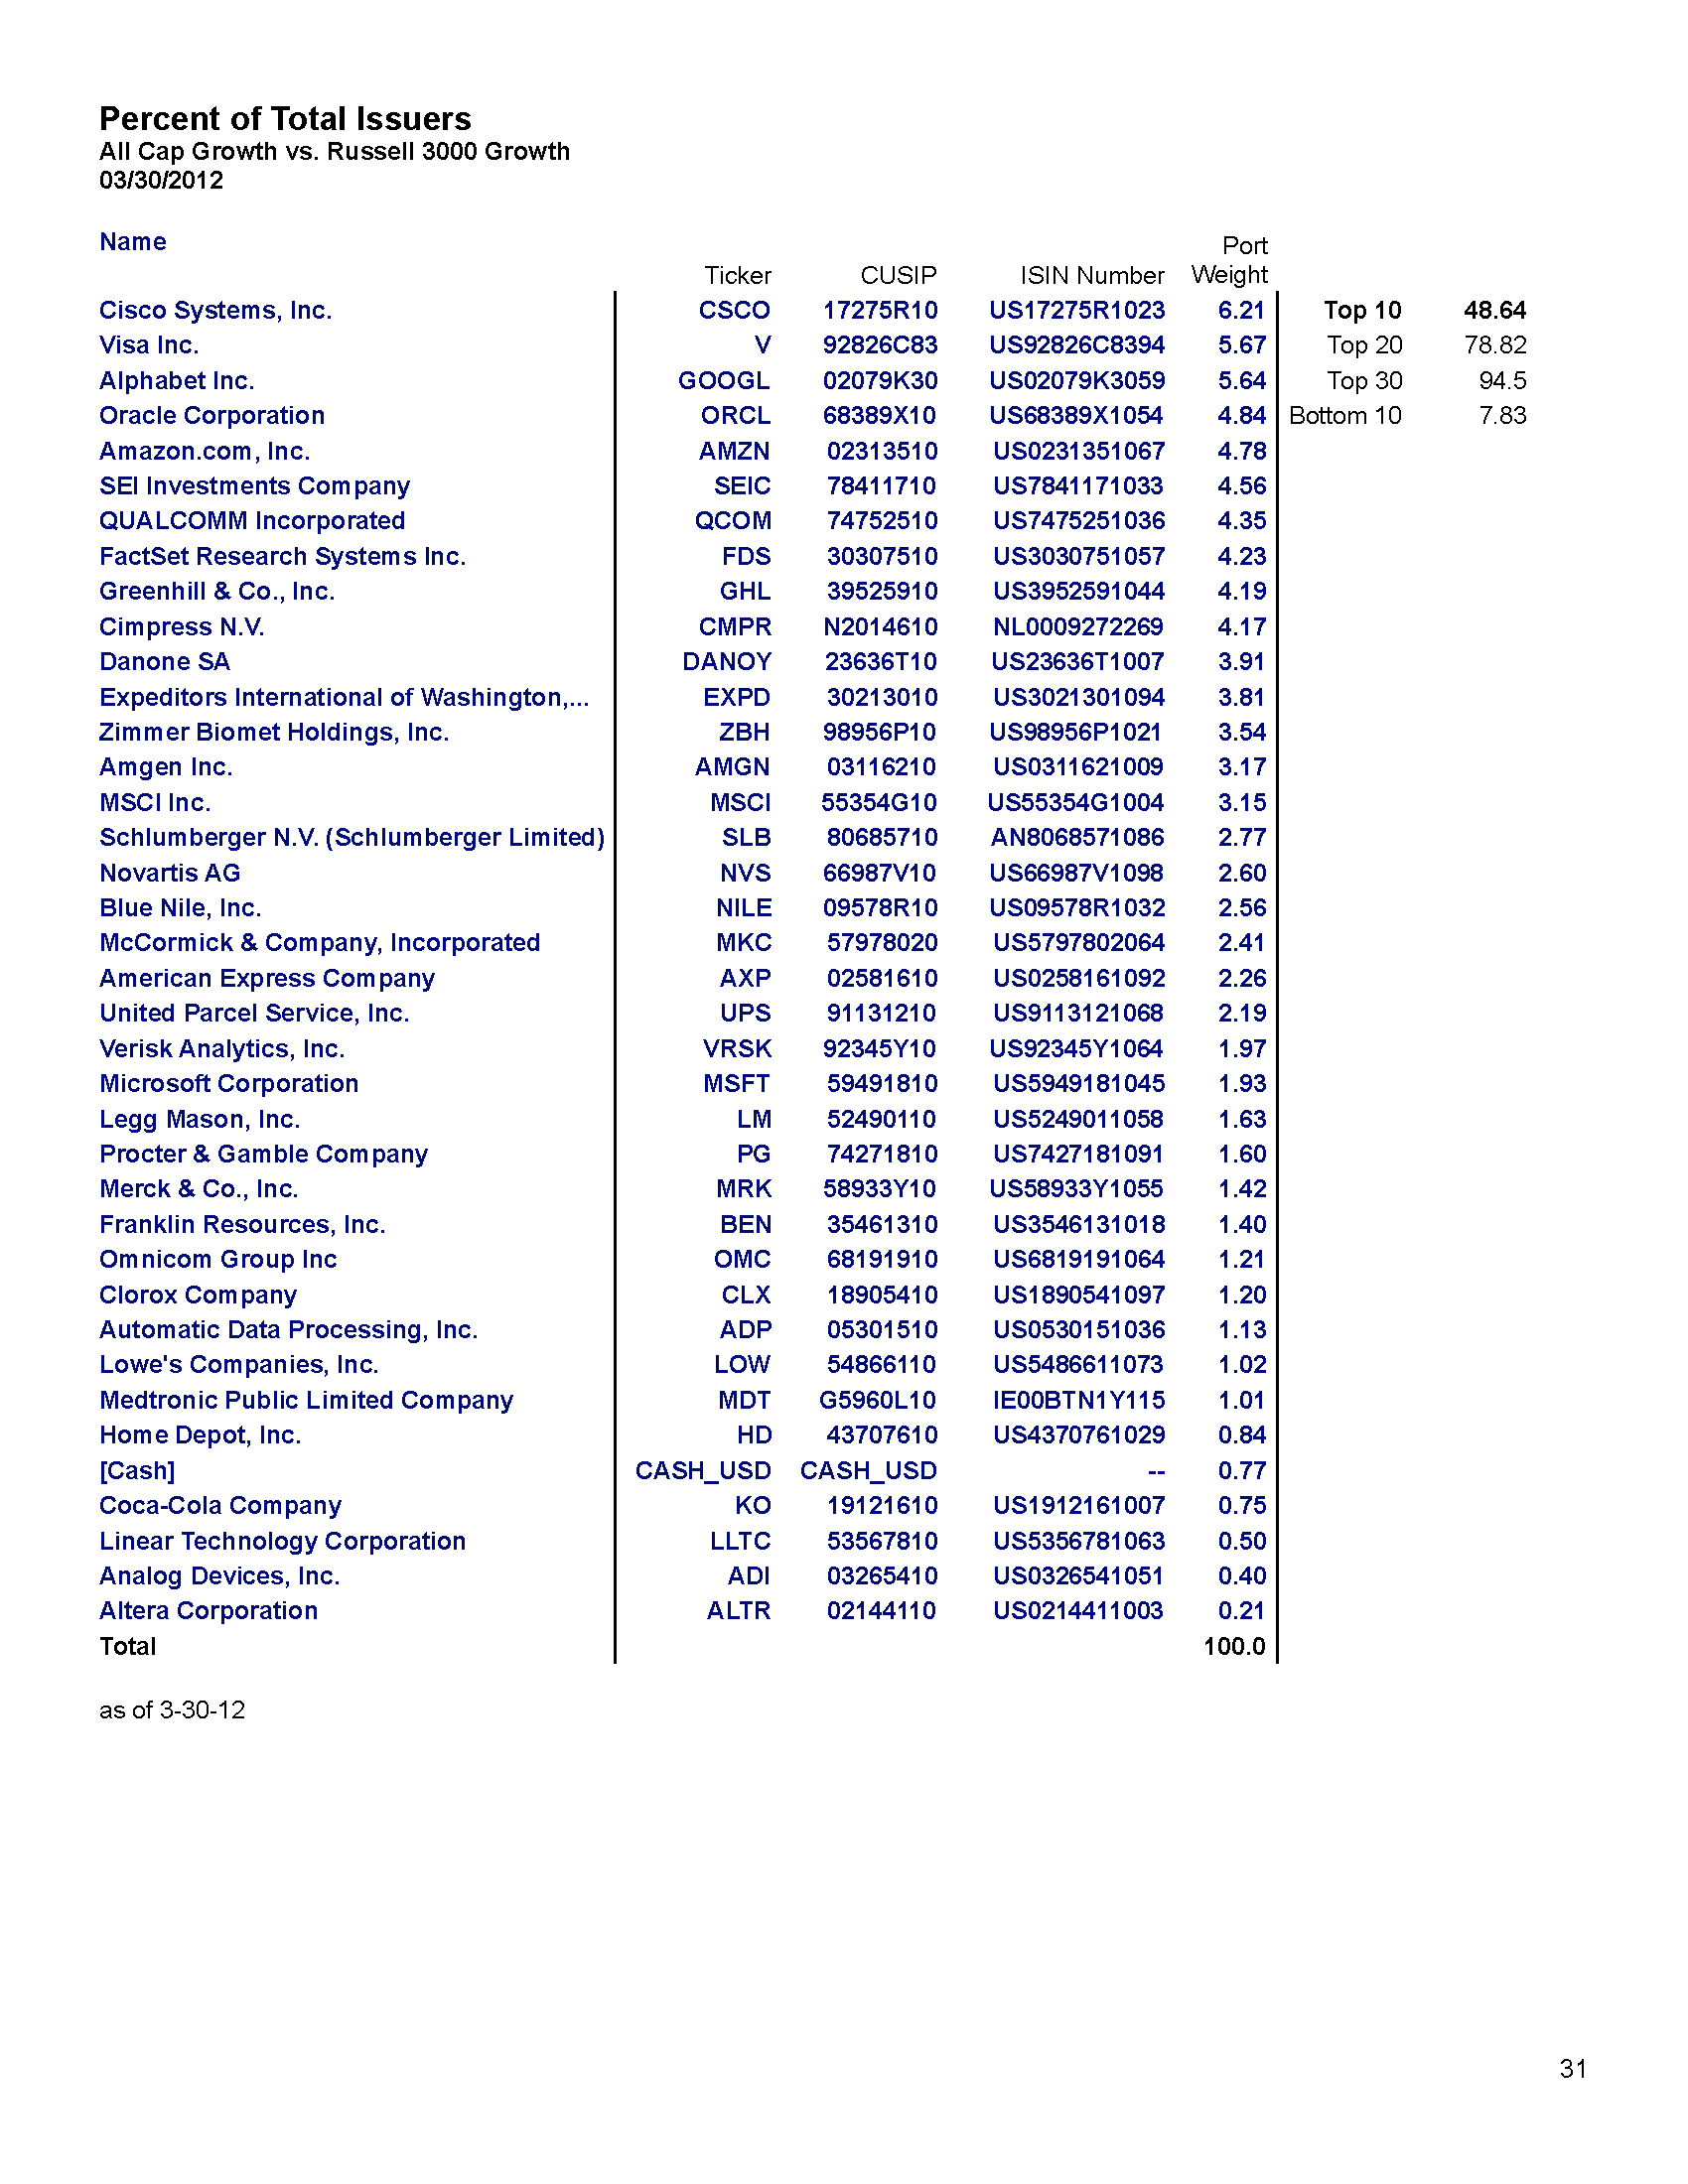 Percent of Total Issuers
All Cap Growth vs. Russell 3000 Growth
03/30/2012
Name Ticker CUSIP ISIN Number Port Weight
Cisco Systems, Inc. CSCO 17275R10 US17275R1023 6.21 Top 10 48.64
Visa Inc. V 92826C83 US92826C8394 5.67 Top 20 78.82
Alphabet Inc. GOOGL 02079K30 US02079K3059 5.64 Top 30 94.5
Oracle Corporation ORCL 68389X10 US68389X1054 4.84 Bottom 10 7.83
Amazon.com, Inc. AMZN 02313510 US0231351067 4.78
SEI Investments Company SEIC 78411710 US7841171033 4.56
QUALCOMM Incorporated QCOM 74752510 US7475251036 4.35
FactSet Research Systems Inc. FDS 30307510 US3030751057 4.23
Greenhill & Co., Inc. GHL 39525910 US3952591044 4.19
Cimpress N.V. CMPR N2014610 NL0009272269 4.17
Danone SA DANOY 23636T10 US23636T1007 3.91
Expeditors International of Washington,... EXPD 30213010 US3021301094 3.81
Zimmer Biomet Holdings, Inc. ZBH 98956P10 US98956P1021 3.54
Amgen Inc. AMGN 03116210 US0311621009 3.17
MSCI Inc. MSCI 55354G10 US55354G1004 3.15
Schlumberger N.V. (Schlumberger Limited) SLB 80685710 AN8068571086 2.77
Novartis AG NVS 66987V10 US66987V1098 2.60
Blue Nile, Inc. NILE 09578R10 US09578R1032 2.56
McCormick & Company, Incorporated MKC 57978020 US5797802064 2.41
American Express Company AXP 02581610 US0258161092 2.26
United Parcel Service, Inc. UPS 91131210 US9113121068 2.19
Verisk Analytics, Inc. VRSK 92345Y10 US92345Y1064 1.97
Microsoft Corporation MSFT 59491810 US5949181045 1.93
Legg Mason, Inc. LM 52490110 US5249011058 1.63
Procter & Gamble Company PG 74271810 US7427181091 1.60
Merck & Co., Inc. MRK 58933Y10 US58933Y1055 1.42
Franklin Resources, Inc. BEN 35461310 US3546131018 1.40
Omnicom Group Inc OMC 68191910 US6819191064 1.21
Clorox Company CLX 18905410 US1890541097 1.20
Automatic Data Processing, Inc. ADP 05301510 US0530151036 1.13
Lowe's Companies, Inc. LOW 54866110 US5486611073 1.02
Medtronic Public Limited Company MDT G5960L10 IE00BTN1Y115 1.01
Home Depot, Inc. HD 43707610 US4370761029 0.84
[Cash] CASH_USD CASH_USD -- 0.77
Coca-Cola Company KO 19121610 US1912161007 0.75
Linear Technology Corporation LLTC 53567810 US5356781063 0.50
Analog Devices, Inc. ADI 03265410 US0326541051 0.40
Altera Corporation ALTR 02144110 US0214411003 0.21
Total 100.0
as of 3-30-12
31